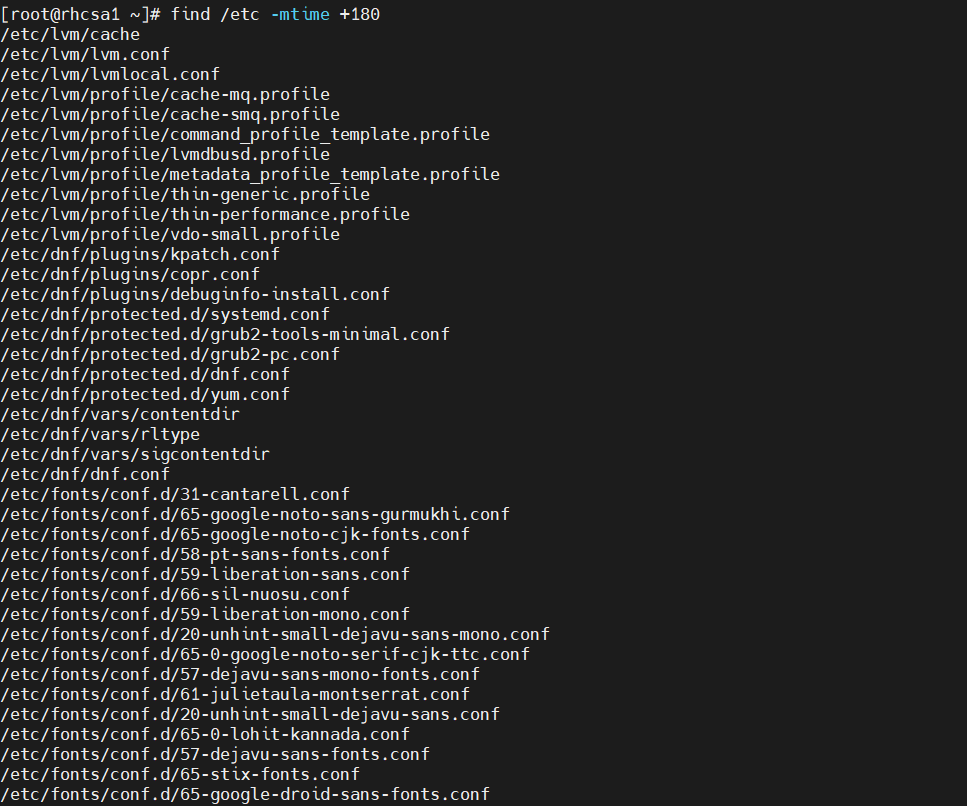 [root@rhcsa1 ~]# find /etc -mtime +180
/etc/lvm/cache
/etc/lvm/lvm.conf
/etc/lvm/lvmlocal.conf
/etc/lvm/profile/cache-mq.profile
/etc/lvm/profile/cache-smq.profile
/etc/lvm/profile/command_profile_template.profile
/etc/lvm/profile/lvmdbusd.profile
/etc/lvm/profile/metadata_profile_template.profile
/etc/lvm/profile/thin-generic.profile
/etc/lvm/profile/thin-performance.profile
/etc/lvm/profile/vdo-small.profile
/etc/dnf/plugins/kpatch.conf
/etc/dnf/plugins/copr.conf
/etc/dnf/plugins/debuginfo-install.conf
/etc/dnf/protected.d/systemd.conf
/etc/dnf/protected.d/grub2-tools-minimal.conf
/etc/dnf/protected.d/grub2-pc.conf
/etc/dnf/protected.d/dnf.conf
/etc/dnf/protected.d/yum.conf
/etc/dnf/vars/contentdir
/etc/dnf/vars/rltype
/etc/dnf/vars/sigcontentdir
/etc/dnf/dnf.conf
/etc/fonts/conf.d/31-cantarell.conf
/etc/fonts/conf.d/65-google-noto-sans-gurmukhi.conf
/etc/fonts/conf.d/65-google-noto-cjk-fonts.conf
/etc/fonts/conf.d/58-pt-sans-fonts.conf
/etc/fonts/conf.d/59-liberation-sans.conf
/etc/fonts/conf.d/66-sil-nuosu.conf
/etc/fonts/conf.d/59-liberation-mono.conf
/etc/fonts/conf.d/20-unhint-small-dejavu-sans-mono.conf
/etc/fonts/conf.d/65-0-google-noto-serif-cjk-ttc.conf
/etc/fonts/conf.d/57-dejavu-sans-mono-fonts.conf
/etc/fonts/conf.d/61-julietaula-montserrat.conf
/etc/fonts/conf.d/20-unhint-small-dejavu-sans.conf
/etc/fonts/conf.d/65-0-lohit-kannada.conf
/etc/fonts/conf.d/57-dejavu-sans-fonts.conf
/etc/fonts/conf.d/65-stix-fonts.conf
/etc/fonts/conf.d/65-google-droid-sans-fonts.conf